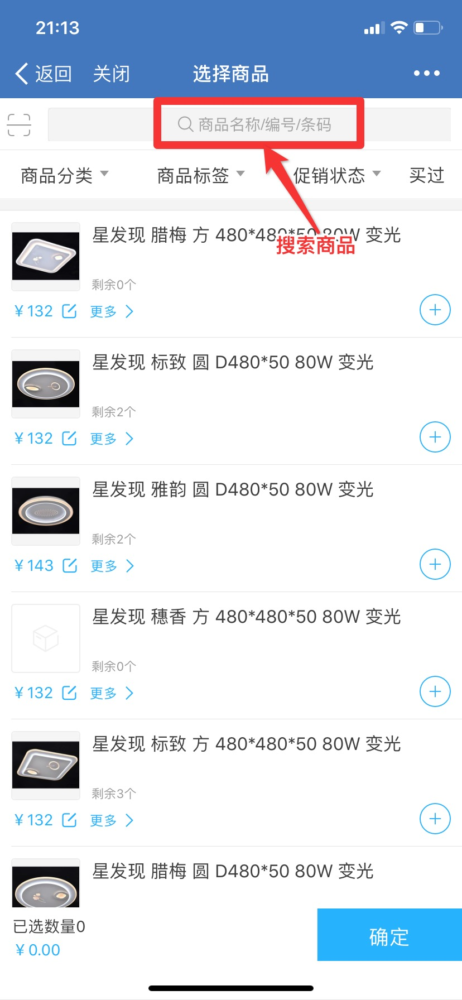 21:13
返回 关闭 选择商品
商品名称/编号/条码
商品分类 商品标签 促销状态 买过
星发现 腊梅 方 480*480*50 80W 变光
搜索商品
剩余0个
¥132 更多
星发现 标致 圆 D480*50 80W 变光
剩余2个
¥132 更多
星发现 雅韵 圆 D480*50 80W 变光
剩余2个
¥143 更多
星发现 穗香 方 480*480*50 80W 变光
剩余0个
¥132 更多
星发现 标致 方 480*480*50 80W 变光
剩余3个
¥132 更多
星发现 腊梅 圆 D480*50 80W 变光
已选数量0
¥0.00
确定